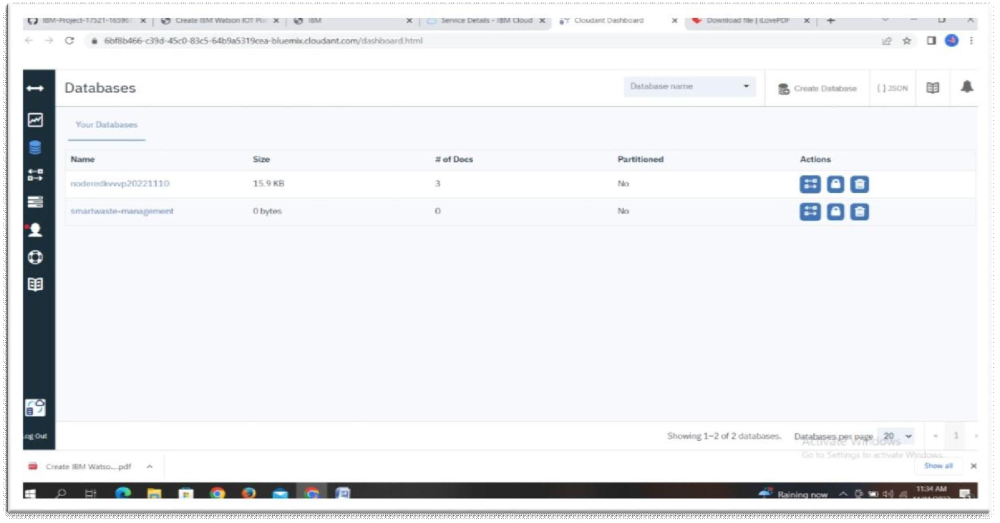 IBM-Project-17521-16596 Create IBM Watson IOT Pla IBM Service Details - IBM Cloud Cloudant Dashboard Download file | iLovePDF
6bf8b466-c39d-45c0-83c5-64b9a5319cea-bluemix.cloudant.com/dashboard.html
Databases Database name Create Database { } JSON
Your Databases
Name Size # of Docs Partitioned Actions
noderedkvvvp20221110 15.9 KB 3 No
smartwaste-management 0 bytes 0 No
Log Out
Showing 1–2 of 2 databases. Databases per page 20 « 1
Activate Windows
Go to Settings to activate Windows.
Create IBM Watso....pdf Show all
Raining now 11:34 AM